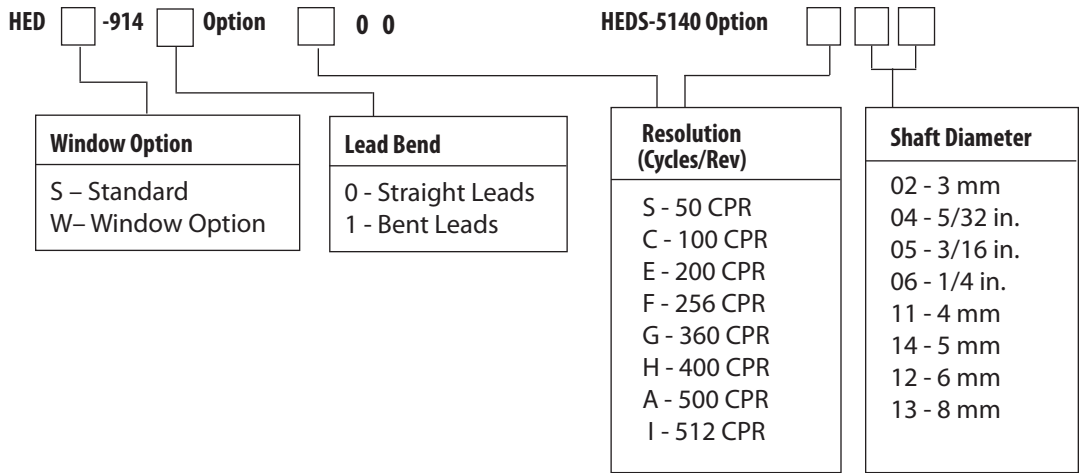 HED -914 Option 0 0 HEDS-5140 Option
Window Option
S – Standard
W– Window Option
Lead Bend
0 - Straight Leads
1 - Bent Leads
Resolution
(Cycles/Rev)
S - 50 CPR
C - 100 CPR
E - 200 CPR
F - 256 CPR
G - 360 CPR
H - 400 CPR
A - 500 CPR
I - 512 CPR
Shaft Diameter
02 - 3 mm
04 - 5/32 in.
05 - 3/16 in.
06 - 1/4 in.
11 - 4 mm
14 - 5 mm
12 - 6 mm
13 - 8 mm